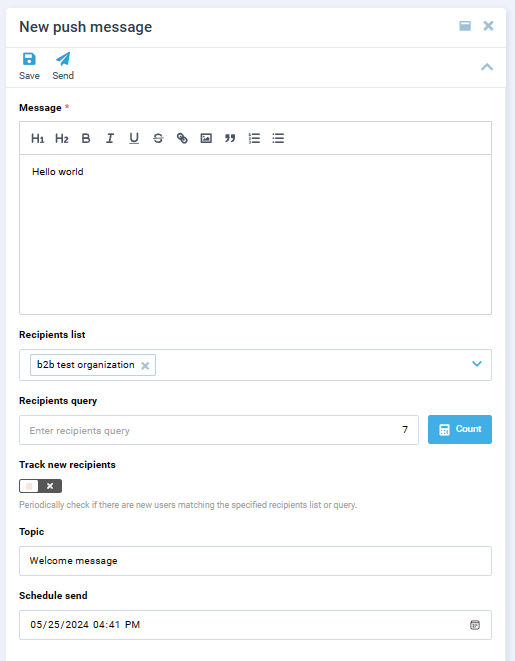 New push message
Save Send
Message *
H1 H2 B I U S
Hello world
Recipients list
b2b test organization
Recipients query
Enter recipients query 7 Count
Track new recipients
Periodically check if there are new users matching the specified recipients list or query.
Topic
Welcome message
Schedule send
05/25/2024 04:41 PM